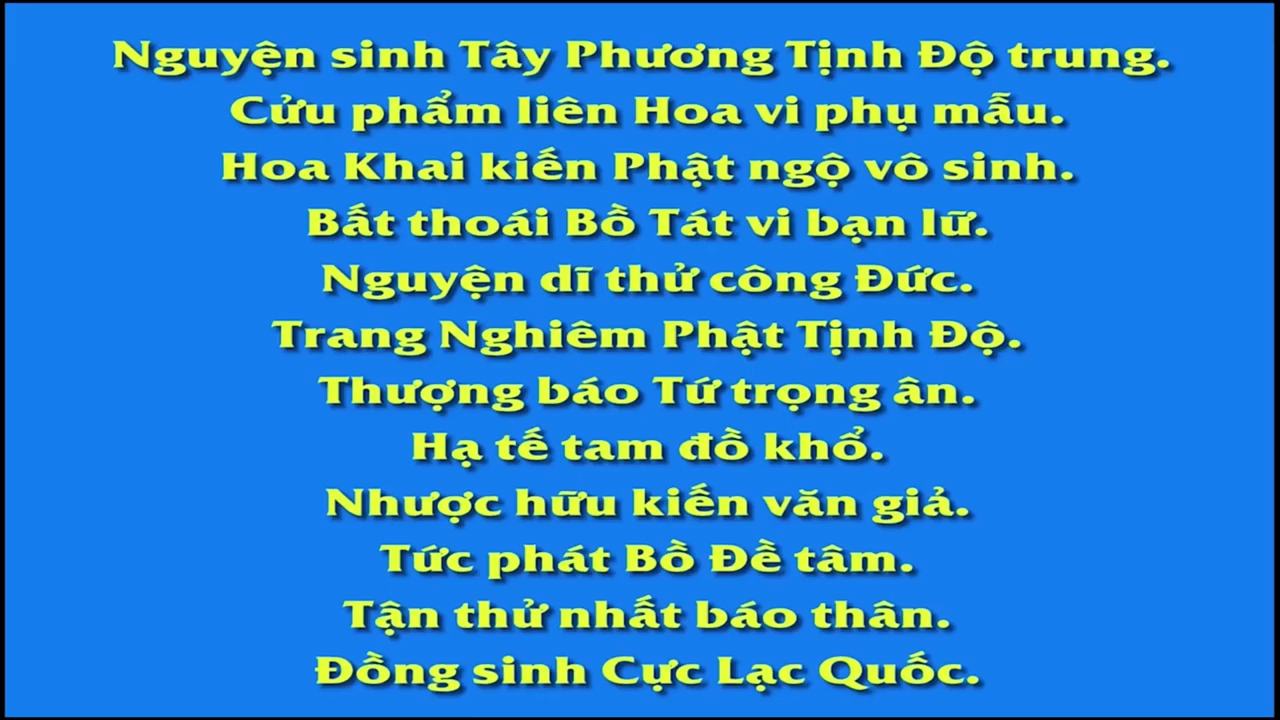 Nguyện sinh Tây Phương Tịnh Độ trung.
Cửu phẩm liên Hoa vi phụ mẫu.
Hoa Khai kiến Phật ngộ vô sinh.
Bất thoái Bồ Tát vi bạn lữ.
Nguyện dĩ thử công Đức.
Trang Nghiêm Phật Tịnh Độ.
Thượng báo Tứ trọng ân.
Hạ tế tam đồ khổ.
Nhược hữu kiến văn giả.
Tức phát Bồ Đề tâm.
Tận thử nhất báo thân.
Đồng sinh Cực Lạc Quốc.